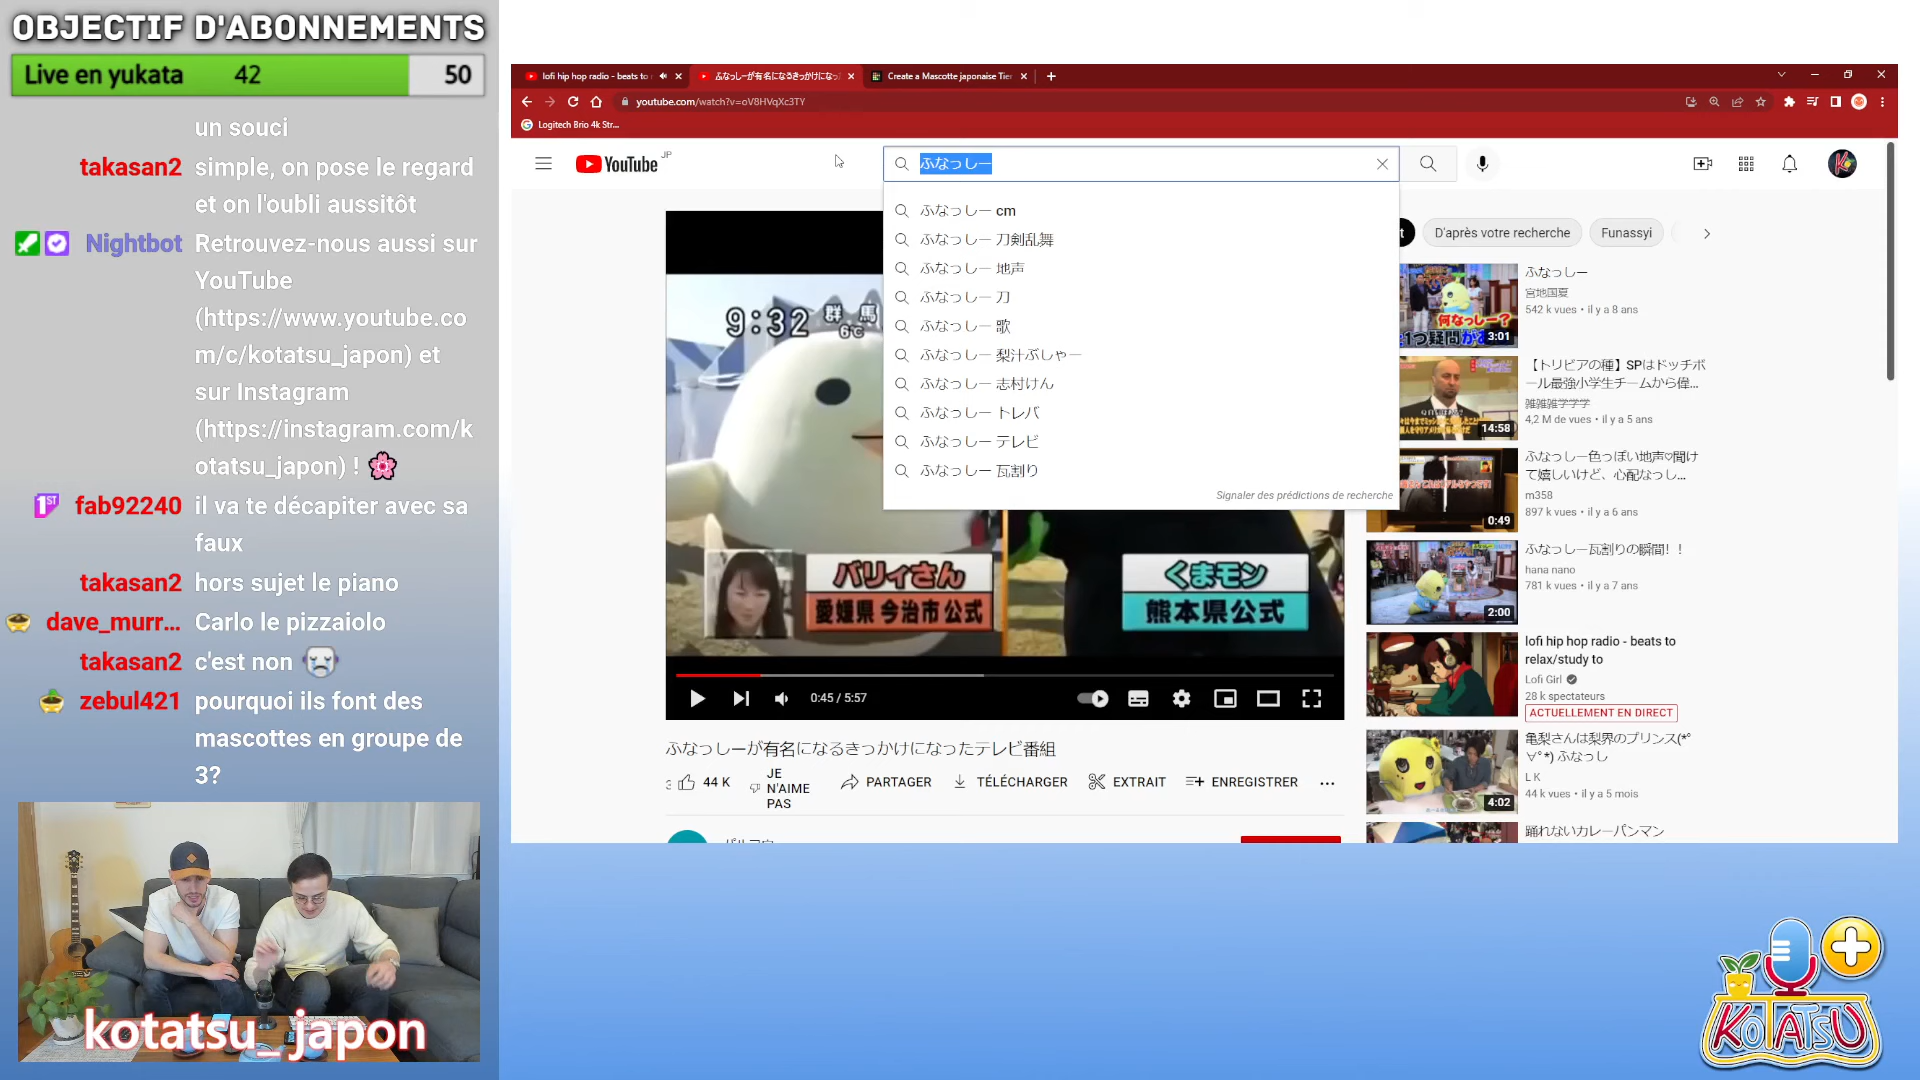 OBJECTIF D'ABONNEMENTS
Live en yukata 42 50
un souci
takasan2 simple, on pose le regard
et on l'oubli aussitôt
Nightbot Retrouvez-nous aussi sur
YouTube
(https://www.youtube.co
m/c/kotatsu_japon) et
sur Instagram
(https://instagram.com/k
otatsu_japon) !
fab92240 il va te décapiter avec sa
faux
takasan2 hors sujet le piano
dave_murr... Carlo le pizzaiolo
takasan2 c'est non
zebul421 pourquoi ils font des
mascottes en groupe de
3?
kotatsu_japon
lofi hip hop radio - beats to
ふなっしーが有名になるきっかけになっ
Create a Mascotte japonaise Tier
youtube.com/watch?v=oV8HVqXc3TY
Logitech Brio 4k Str...
YouTube JP
ふなっしー
ふなっしー cm
ふなっしー 刀剣乱舞
ふなっしー 地声
ふなっしー 刀
ふなっしー 歌
ふなっしー 梨汁ぶしゃー
ふなっしー 志村けん
ふなっしー トレバ
ふなっしー テレビ
ふなっしー 瓦割り
Signaler des prédictions de recherche
9:32 群馬
6℃
バリィさん
愛媛県 今治市 公式
くまモン
熊本県公式
0:45 / 5:57
ふなっしーが有名になるきっかけになったテレビ番組
44 K
JE
N'AIME
PAS
PARTAGER
TÉLÉCHARGER
EXTRAIT
ENREGISTRER
D'après votre recherche
Funassyi
何なっしー？
3:01
ふなっしー
宮地国夏
542 k vues • il y a 8 ans
14:58
【トリビアの種】SPはドッチボ
ール最強小学生チームから偉...
雑雑雑学学学
4,2 M de vues • il y a 5 ans
0:49
ふなっしー色っぽい地声♡聞け
て嬉しいけど、心配なっし...
m358
897 k vues • il y a 6 ans
2:00
ふなっしー瓦割りの瞬間！！
hana nano
781 k vues • il y a 7 ans
lofi hip hop radio - beats to
relax/study to
Lofi Girl
28 k spectateurs
ACTUELLEMENT EN DIRECT
4:02
亀梨さんは梨界のプリンス(*°
∀°*) ふなっし
L K
44 k vues • il y a 5 mois
踊れないカレーパンマン
KOTATSU